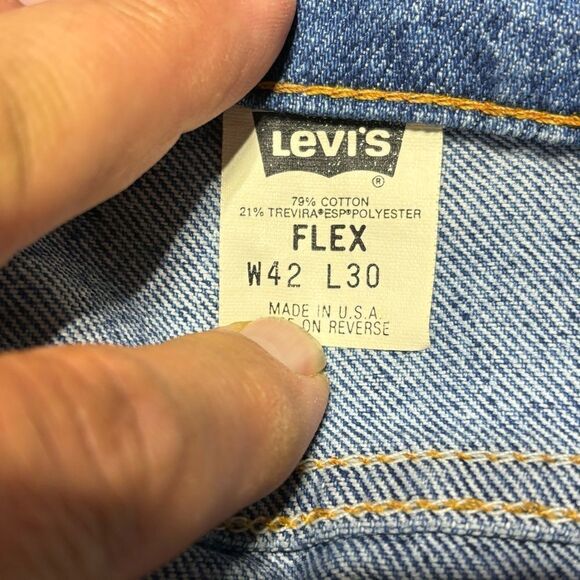 Levi's
®
79% COTTON
21% TREVIRA®ESP®POLYESTER
FLEX
W42 L30
MADE IN U.S.A.
ON REVERSE